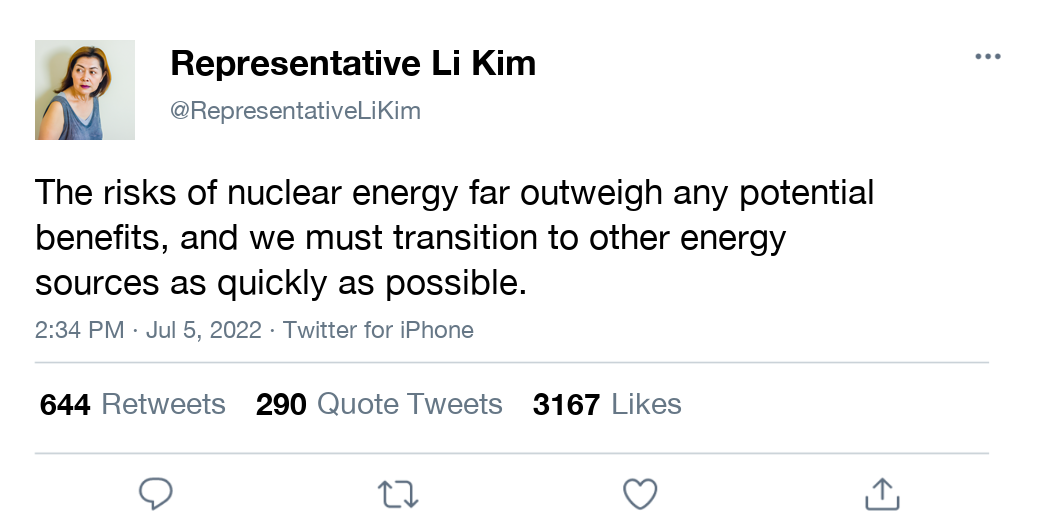 Representative Li Kim
@RepresentativeLiKim
The risks of nuclear energy far outweigh any potential
benefits, and we must transition to other energy
sources as quickly as possible.
2:34 PM · Jul 5, 2022 · Twitter for iPhone
644 Retweets 290 Quote Tweets 3167 Likes